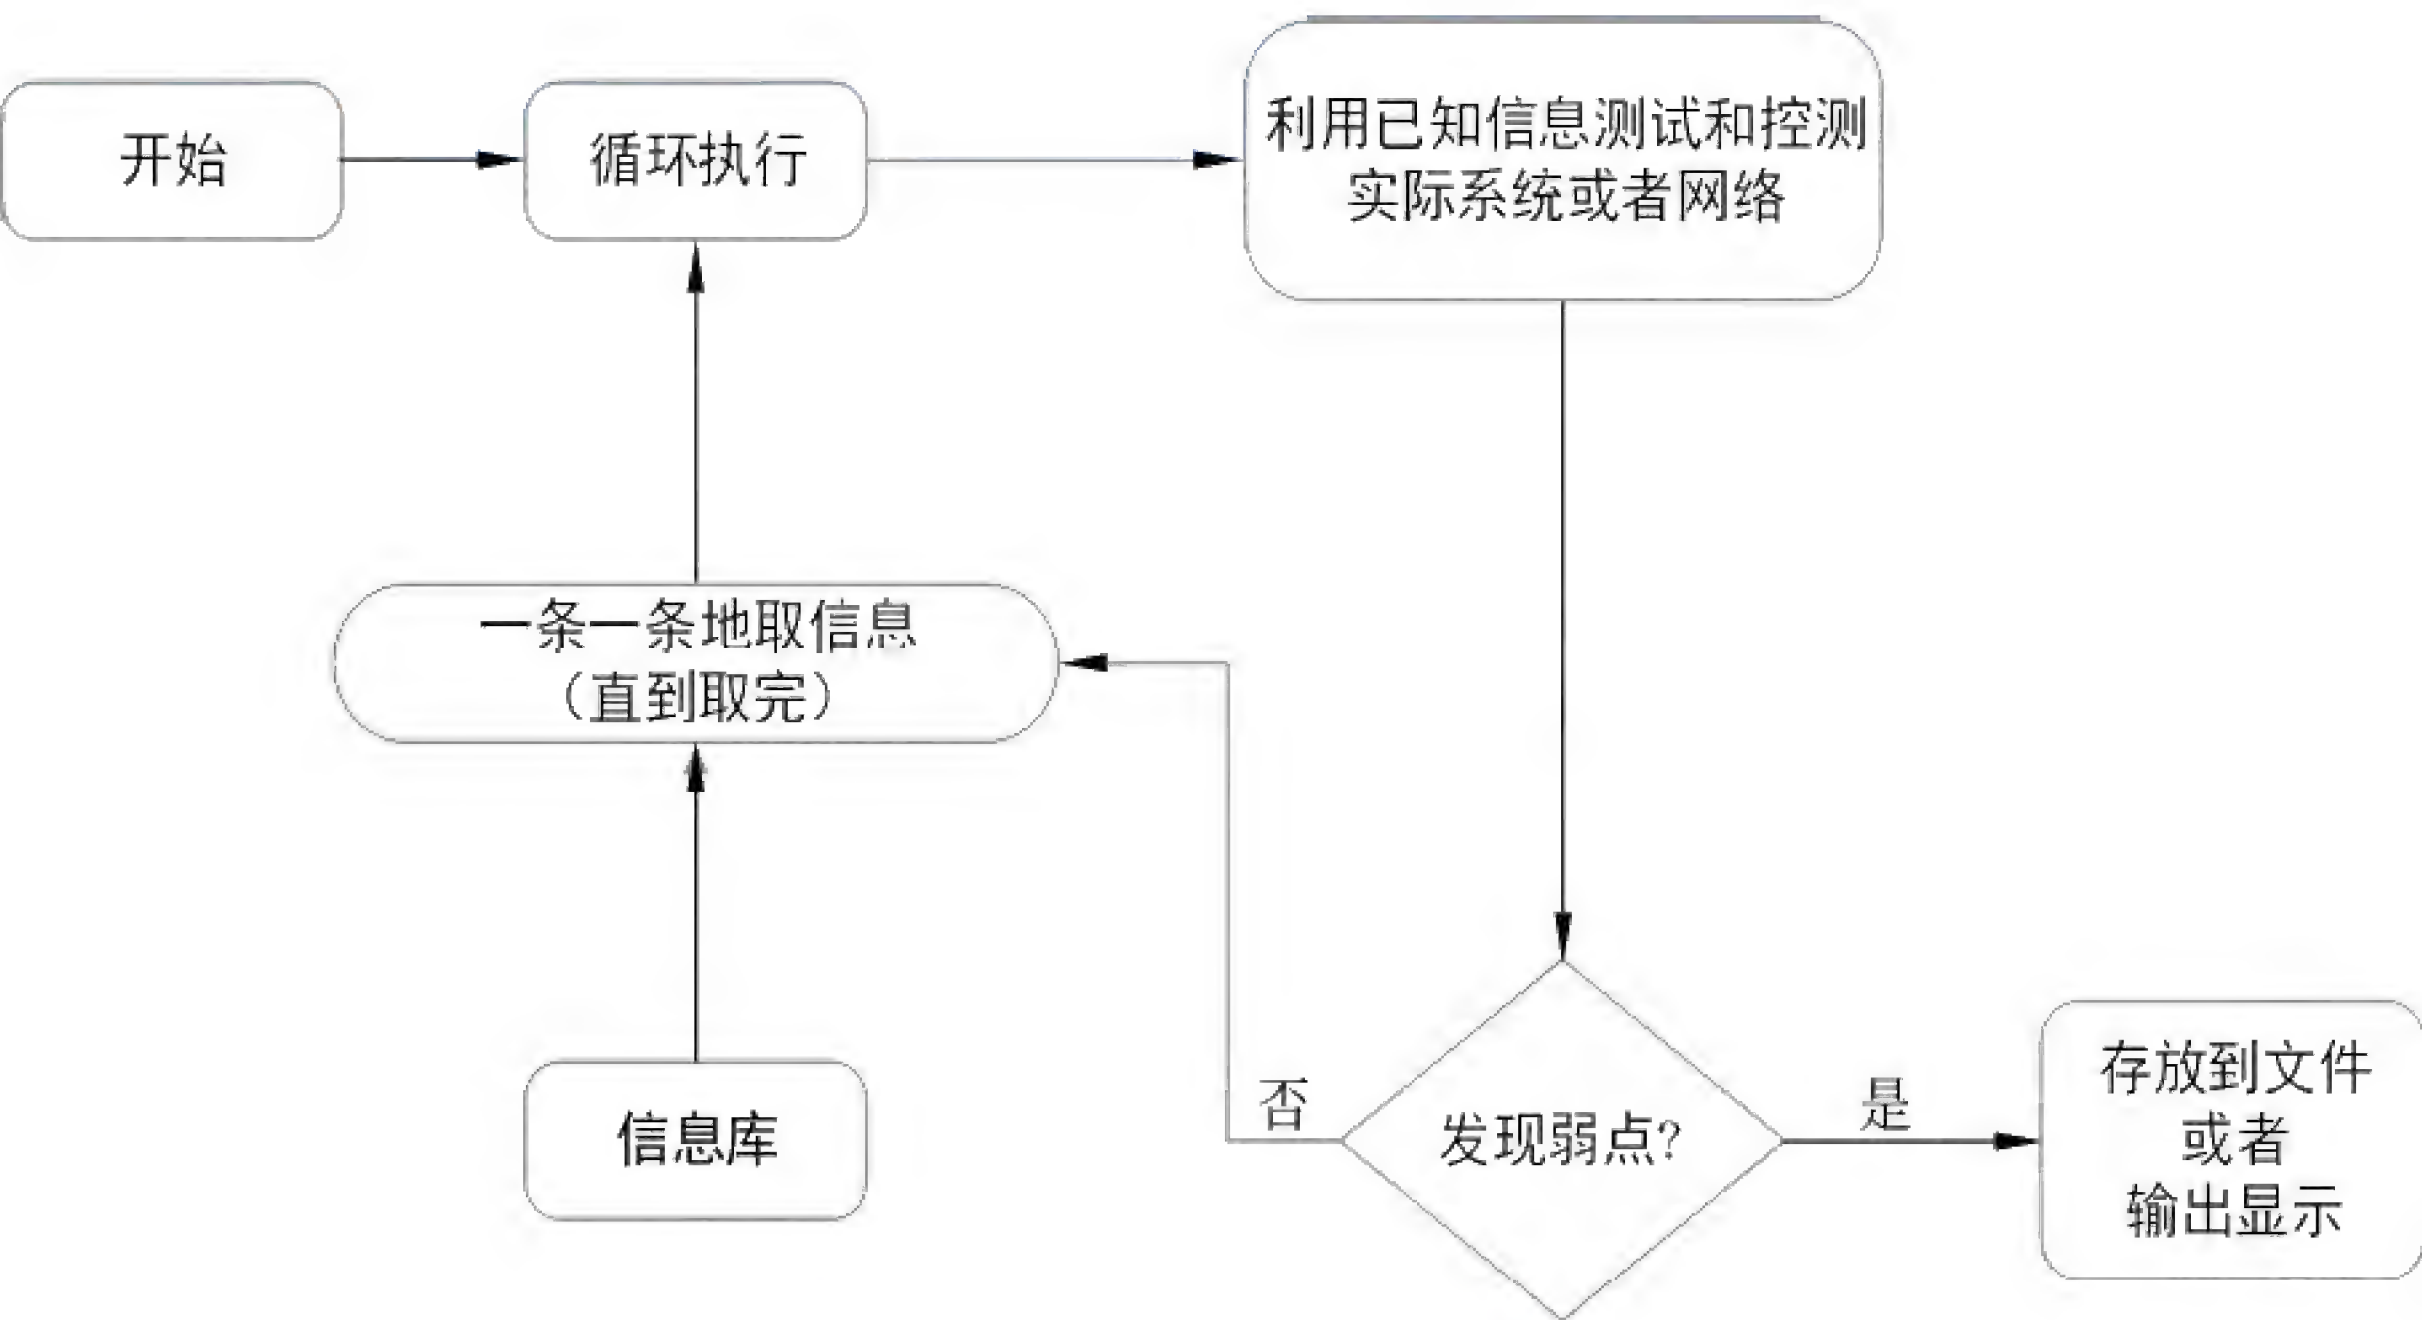 开始
循环执行
利用已知信息测试和控测
实际系统或者网络
一条一条地取信息
（直到取完）
信息库
否
发现弱点?
是
存放到文件
或者
输出显示